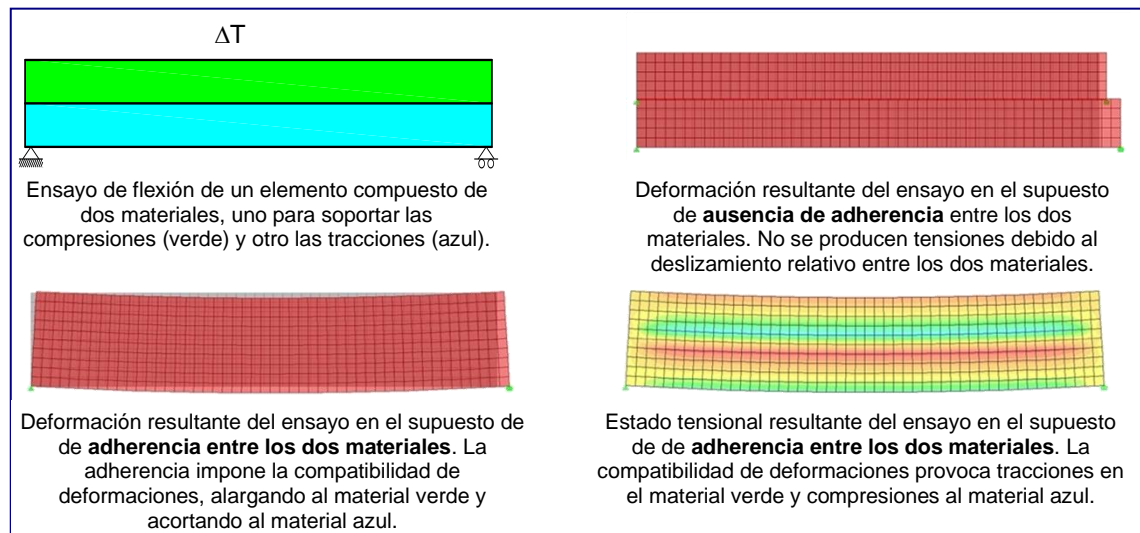 ΔT
Ensayo de flexión de un elemento compuesto de
dos materiales, uno para soportar las
compresiones (verde) y otro las tracciones (azul).
Deformación resultante del ensayo en el supuesto
de ausencia de adherencia entre los dos
materiales. No se producen tensiones debido al
deslizamiento relativo entre los dos materiales.
Deformación resultante del ensayo en el supuesto de
de adherencia entre los dos materiales. La
adherencia impone la compatibilidad de
deformaciones, alargando al material verde y
acortando al material azul.
Estado tensional resultante del ensayo en el supuesto
de de adherencia entre los dos materiales. La
compatibilidad de deformaciones provoca tracciones en
el material verde y compresiones al material azul.